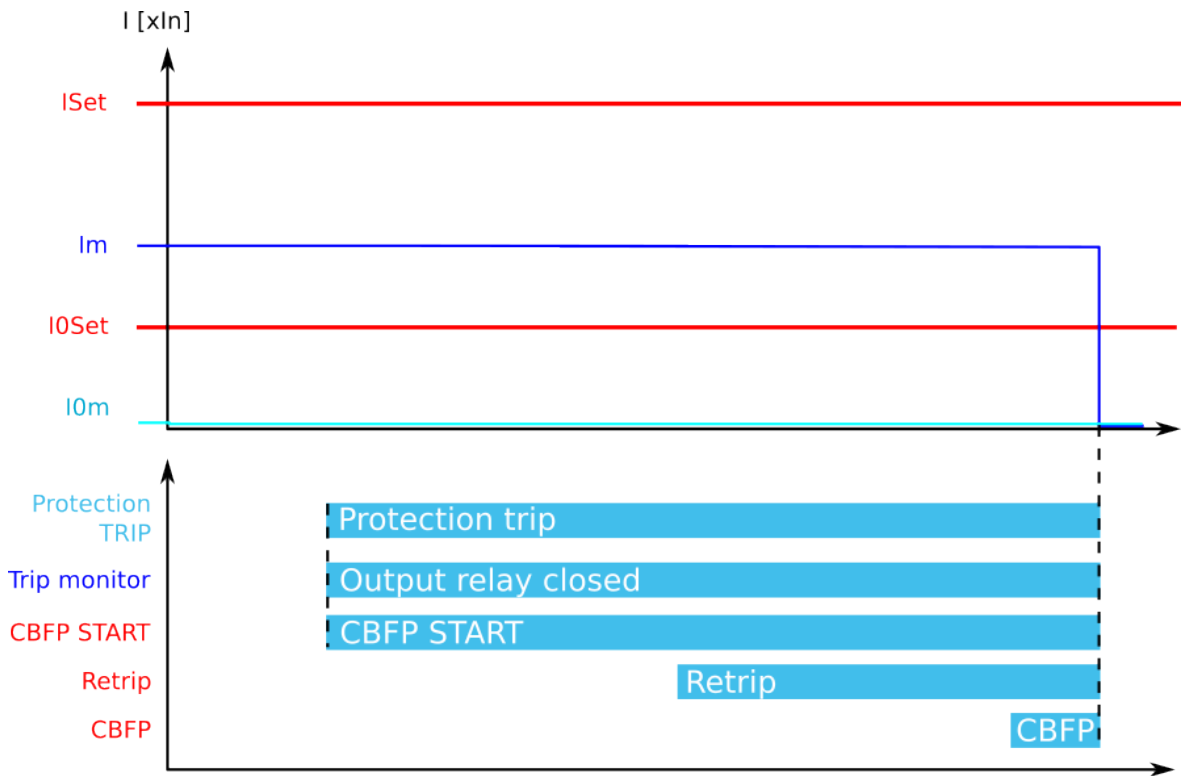 I [xIn]
ISet
Im
I0Set
I0m
Protection
TRIP
Protection trip
Trip monitor
Output relay closed
CBFP START
CBFP START
Retrip
Retrip
CBFP
CBFP